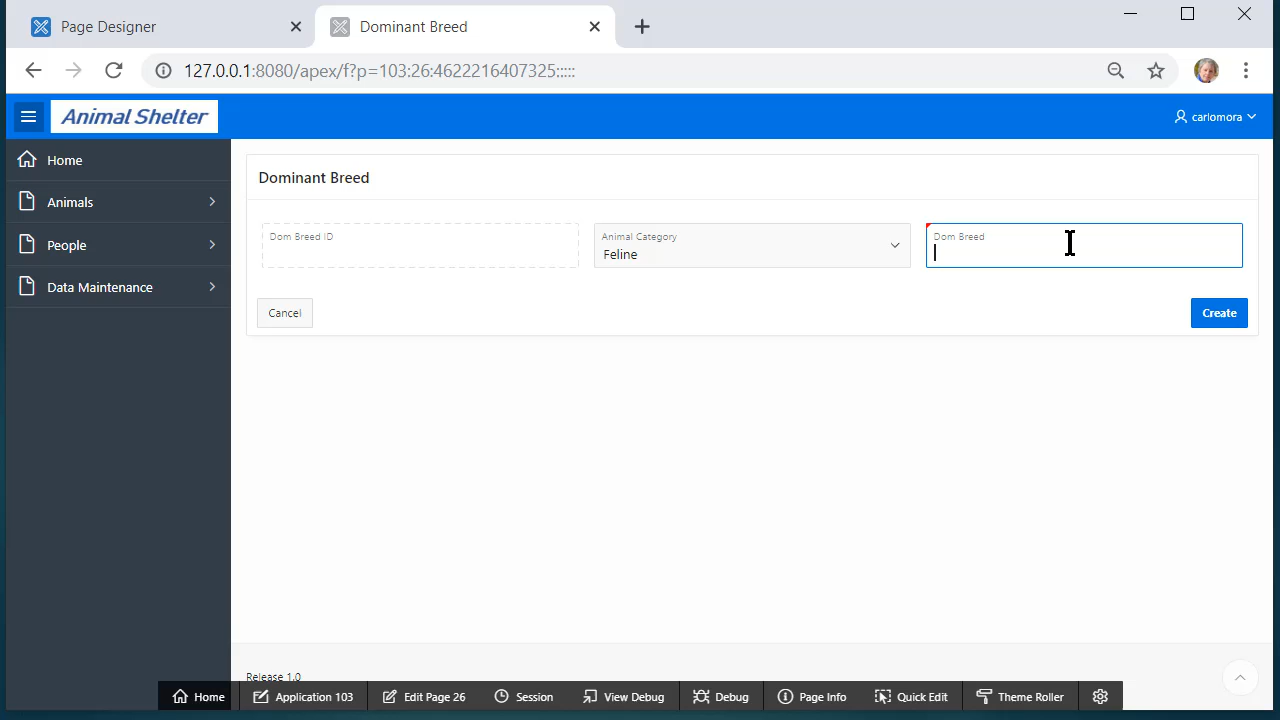 Page Designer
Dominant Breed
127.0.0.1:8080/apex/f?p=103:26:4622216407325:::::
Animal Shelter
carlomora
Home
Animals
People
Data Maintenance
Dominant Breed
Dom Breed ID
Animal Category
Feline
Dom Breed
Cancel
Create
Release 1.0
Home
Application 103
Edit Page 26
Session
View Debug
Debug
Page Info
Quick Edit
Theme Roller